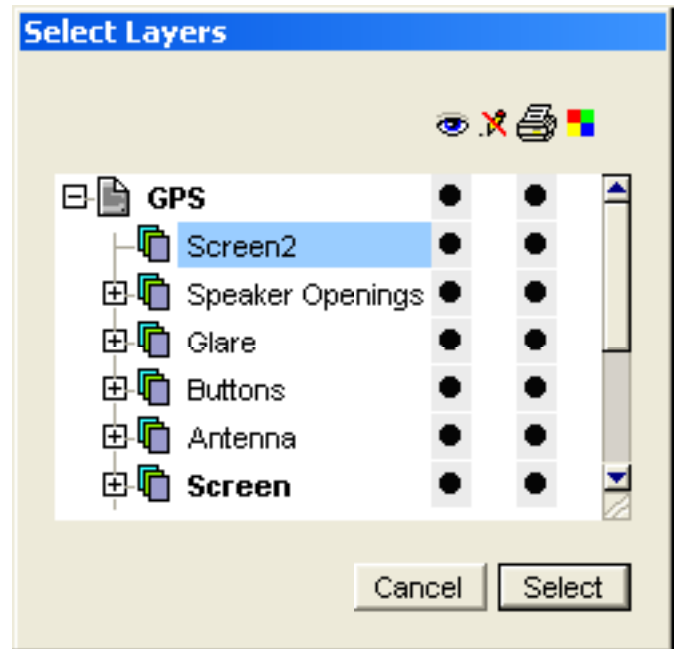 Select Layers
GPS
Screen2
Speaker Openings
Glare
Buttons
Antenna
Screen
Cancel Select